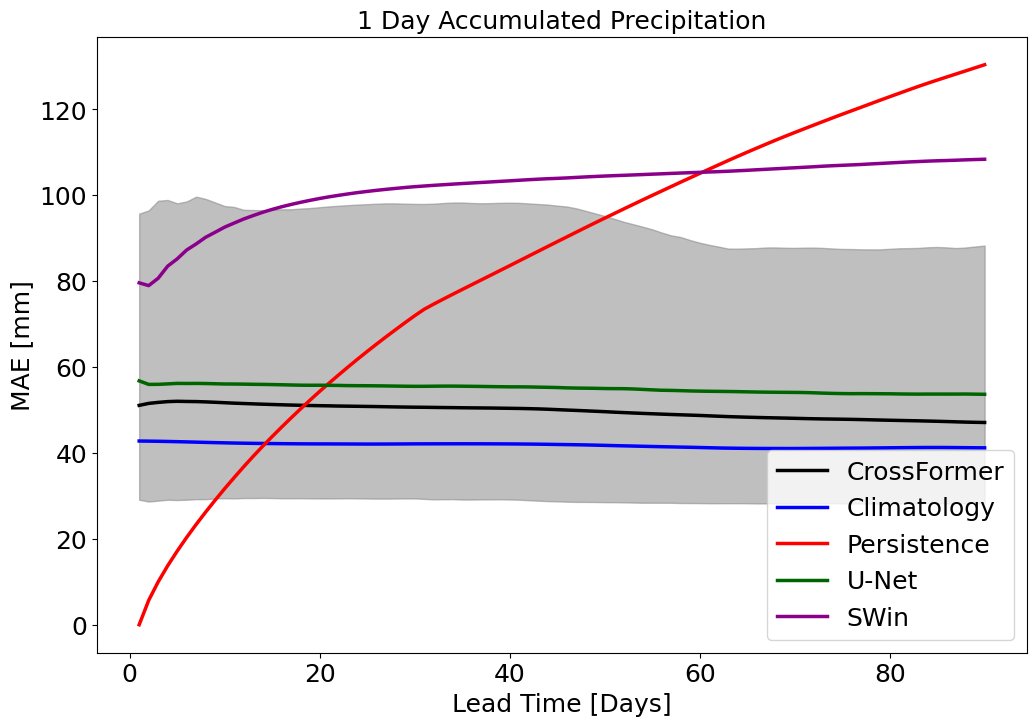 1 Day Accumulated Precipitation
MAE [mm]
120
100
80
60
40
20
0
0 20 40 60 80
Lead Time [Days]
CrossFormer
Climatology
Persistence
U-Net
SWin